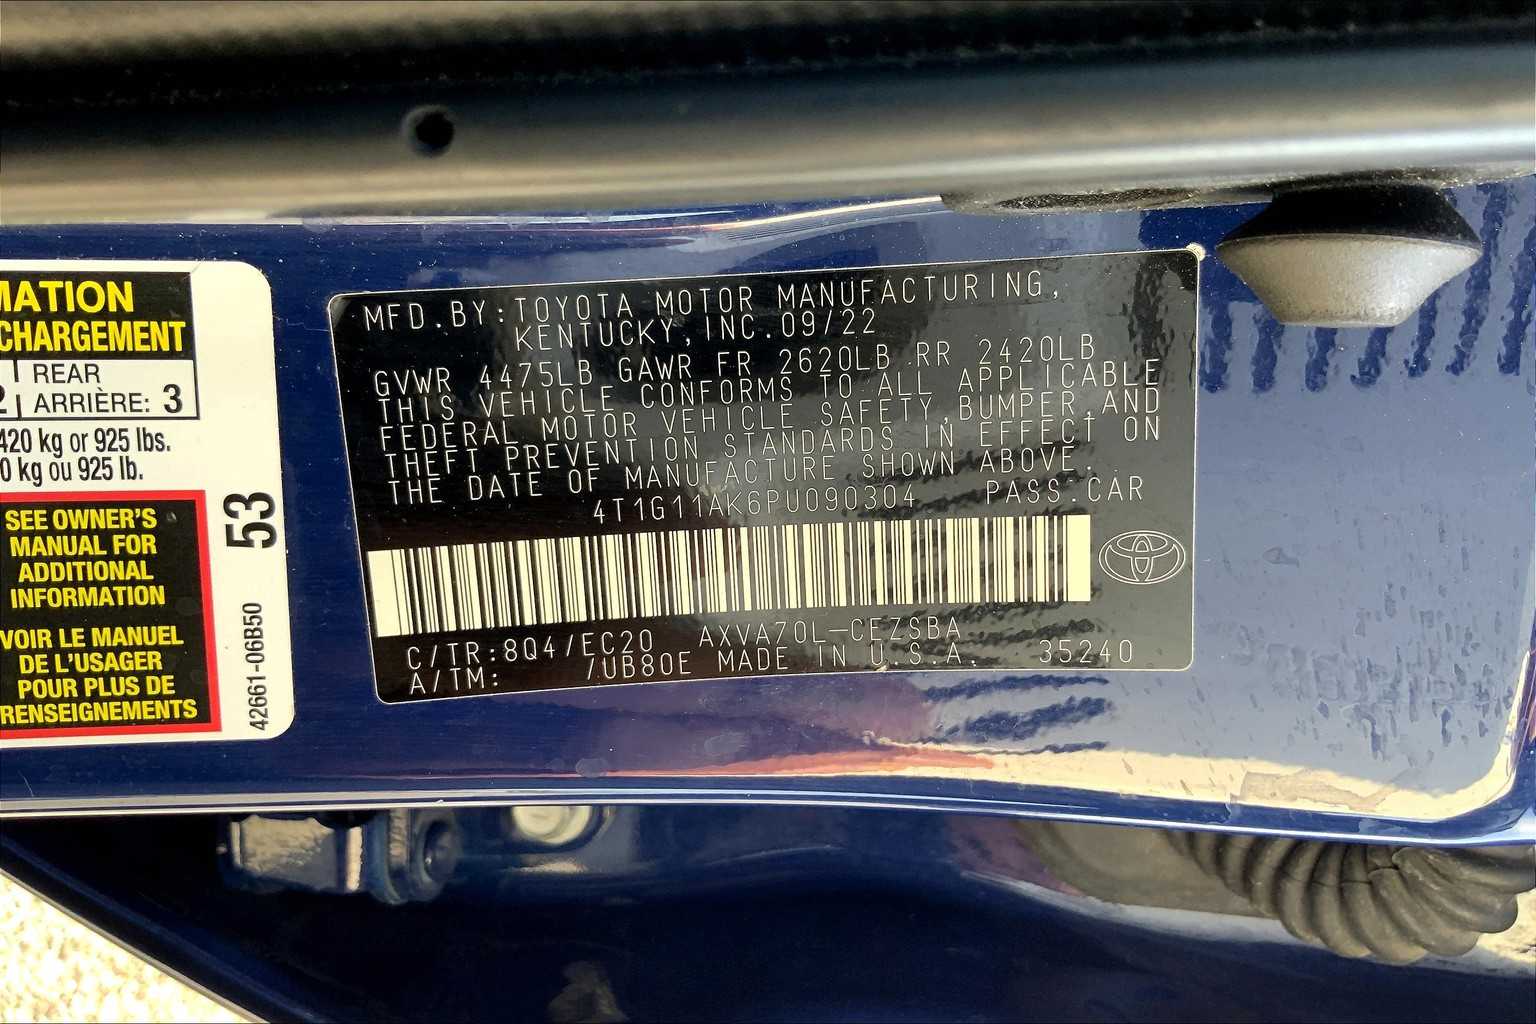 MATION
CHARGEMENT
2 REAR
ARRIÈRE: 3
420 kg or 925 lbs.
0 kg ou 925 lb.
SEE OWNER'S
MANUAL FOR
ADDITIONAL
INFORMATION
VOIR LE MANUEL
DE L'USAGER
POUR PLUS DE
RENSEIGNEMENTS
53
42661-06B50
MFD.BY:TOYOTA MOTOR MANUFACTURING,
KENTUCKY,INC.09/22
GVWR 4475LB GAWR FR 2620LB RR 2420LB
THIS VEHICLE CONFORMS TO ALL APPLICABLE
FEDERAL MOTOR VEHICLE SAFETY,BUMPER,AND
THEFT PREVENTION STANDARDS IN EFFECT ON
THE DATE OF MANUFACTURE SHOWN ABOVE.
4T1G11AK6PU090304 PASS.CAR
C/TR:8Q4/EC20 AXVA70L-CEZSBA
A/TM: /UB80E MADE IN U.S.A. 35240